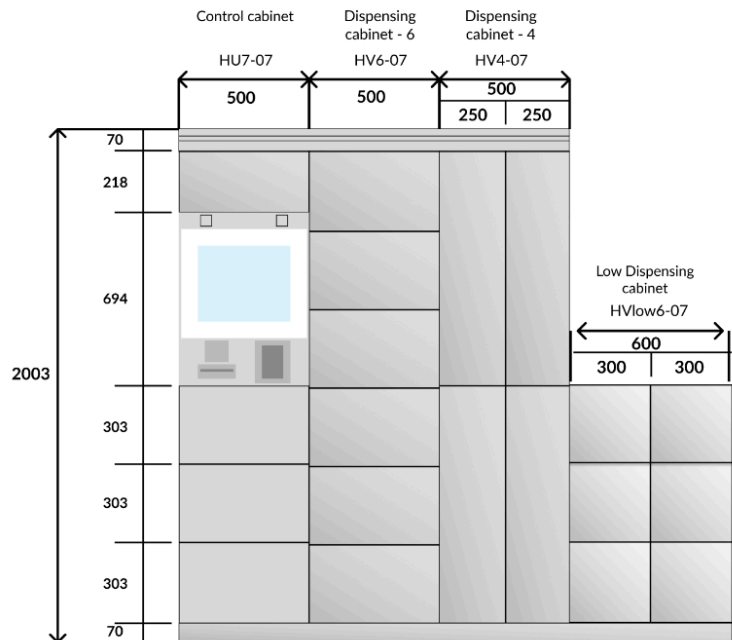 Control cabinet
HU7-07
500
Dispensing
cabinet - 6
HV6-07
500
Dispensing
cabinet - 4
HV4-07
500
250
250
70
218
694
2003
303
303
303
70
Low Dispensing
cabinet
HVlow6-07
600
300
300